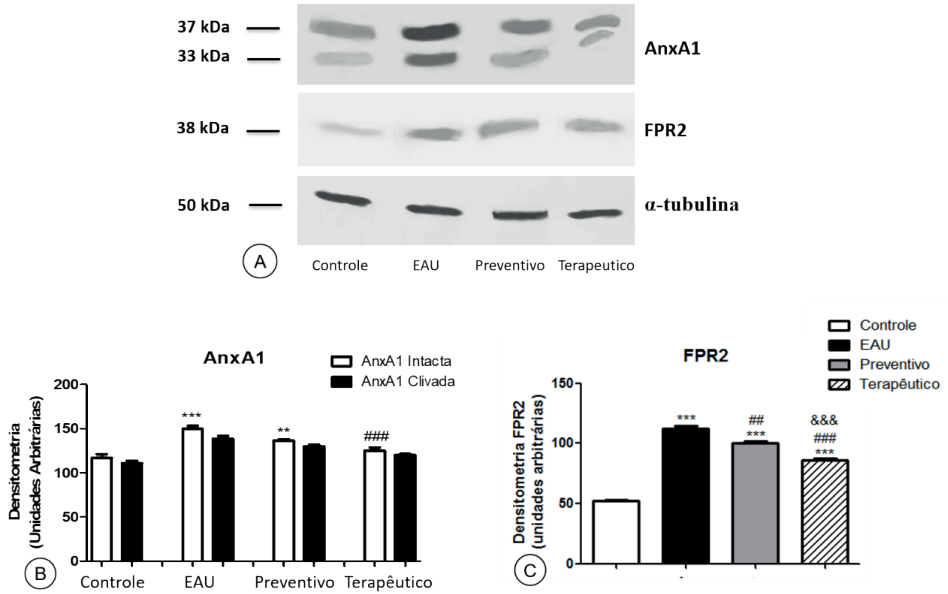 37 kDa
33 kDa
AnxA1
38 kDa
FPR2
50 kDa
α-tubulina
A
Controle EAU Preventivo Terapeutico
AnxA1
AnxA1 Intacta
AnxA1 Clivada
Densitometria
(Unidades Arbitrárias)
200
150
100
50
0
***
**
###
Controle EAU Preventivo Terapêutico
B
FPR2
Controle
EAU
Preventivo
Terapêutico
Densitometria FPR2
(unidades arbitrárias)
150
100
50
0
***
##
***
&&&
###
***
C